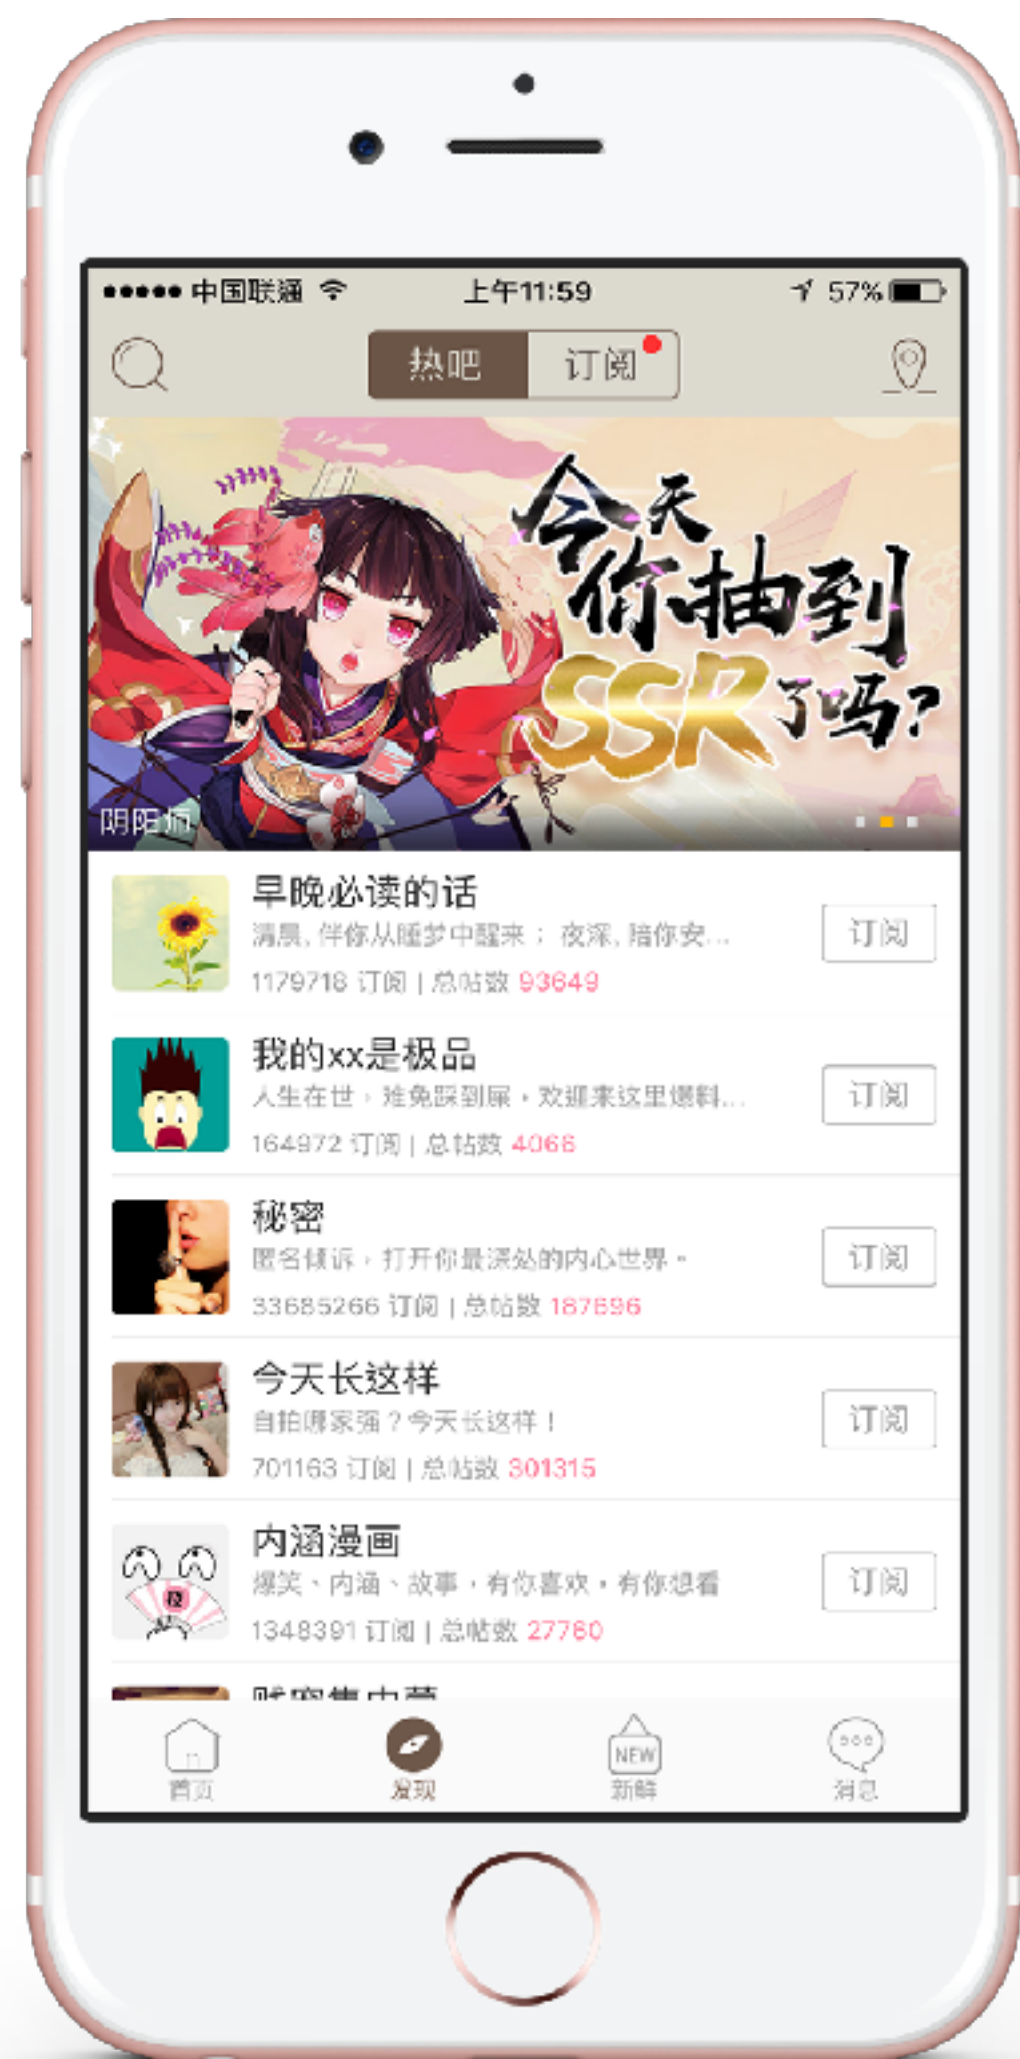 中国联通 上午11:59 57%
热吧 订阅
今天
你抽到
SSR了吗?
阴阳师
早晚必读的话
清晨,伴你从睡梦中醒来；夜深,陪你安...
订阅
1179718 订阅 | 总帖数 93649
我的xx是极品
人生在世，难免踩到屎，欢迎来这里爆料...
订阅
164972 订阅 | 总帖数 4066
秘密
匿名倾诉，打开你最深处的内心世界。
订阅
33685266 订阅 | 总帖数 187696
今天长这样
自拍哪家强？今天长这样！
订阅
701163 订阅 | 总帖数 301315
内涵漫画
爆笑、内涵、故事，有你喜欢，有你想看
订阅
1348391 订阅 | 总帖数 27780
首页 发现 NEW 新鲜 消息